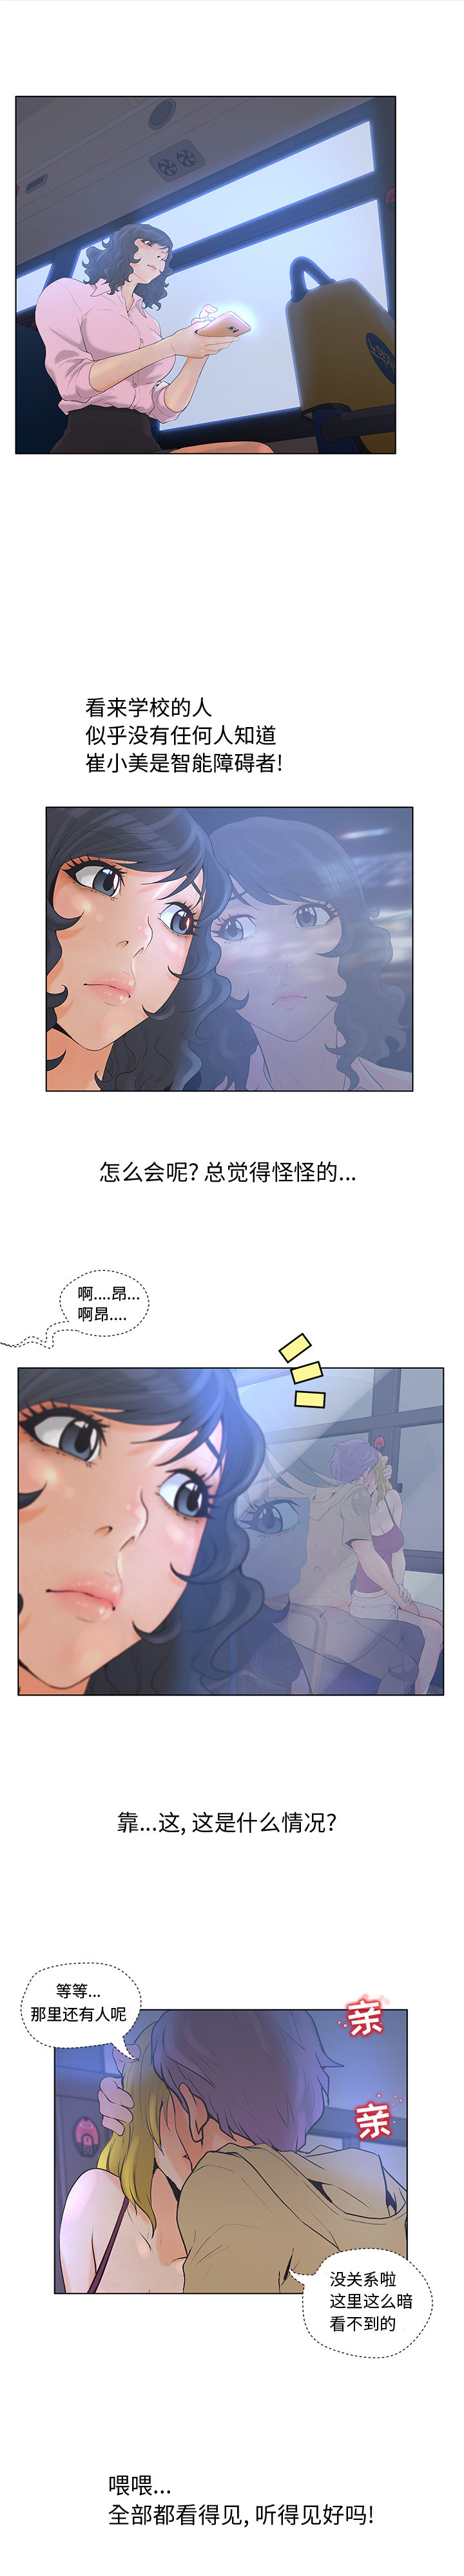 看来学校的人
似乎没有任何人知道
崔小美是智能障碍者!
怎么会呢? 总觉得怪怪的...
啊....昂...
啊昂....
靠...这, 这是什么情况?
等等...
那里还有人呢
亲
亲
没关系啦
这里这么暗
看不到的
喂喂...
全部都看得见, 听得见好吗!